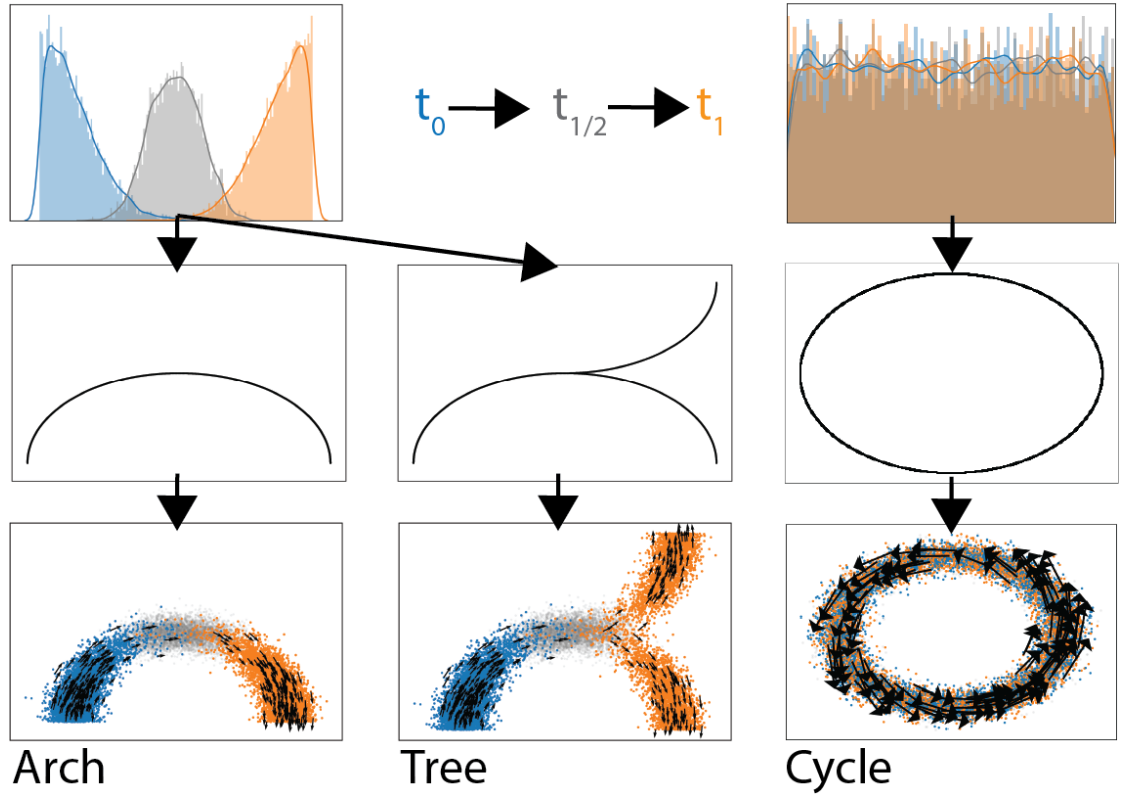 t₀ → t₁/₂ → t₁
Arch
Tree
Cycle